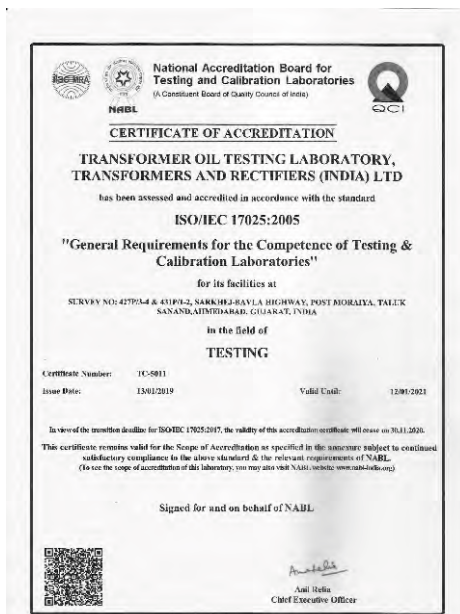 ilac-MRA
NABL
National Accreditation Board for
Testing and Calibration Laboratories
(A Constituent Board of Quality Council of India)
QCI
CERTIFICATE OF ACCREDITATION
TRANSFORMER OIL TESTING LABORATORY,
TRANSFORMERS AND RECTIFIERS (INDIA) LTD
has been assessed and accredited in accordance with the standard
ISO/IEC 17025:2005
"General Requirements for the Competence of Testing &
Calibration Laboratories"
for its facilities at
SURVEY NO: 427P/3-4 & 431P/1-2, SARKHEJ-BAVLA HIGHWAY, POST MORAIYA, TALUK
SANAND, AHMEDABAD, GUJARAT, INDIA
in the field of
TESTING
Certificate Number: TC-5011
Issue Date: 13/01/2019 Valid Until: 12/01/2021
In view of the transition deadline for ISO/IEC 17025:2017, the validity of this accreditation certificate will cease on 30.11.2020.
This certificate remains valid for the Scope of Accreditation as specified in the annexure subject to continued
satisfactory compliance to the above standard & the relevant requirements of NABL.
(To see the scope of accreditation of this laboratory, you may also visit NABL website www.nabl-india.org)
Signed for and on behalf of NABL
Anil Relia
Chief Executive Officer